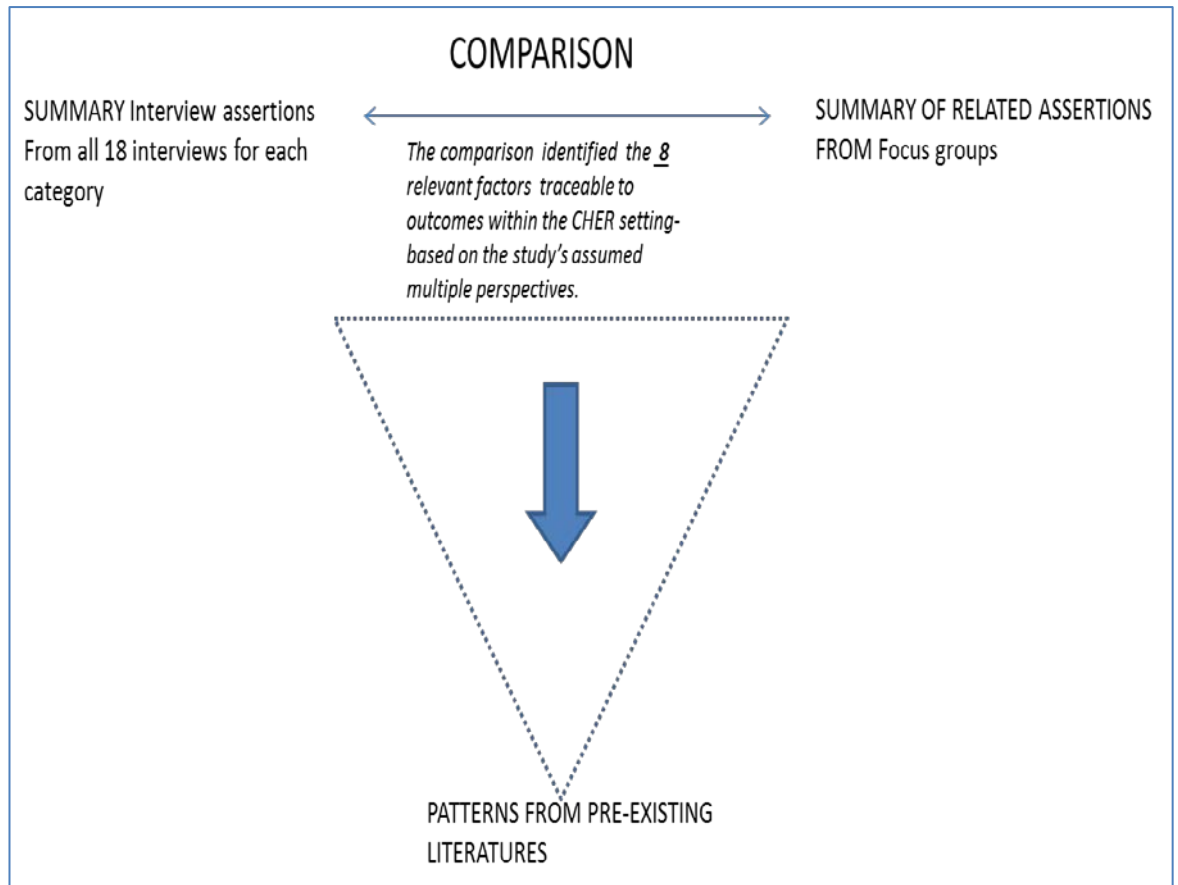 COMPARISON
SUMMARY Interview assertions
From all 18 interviews for each
category
SUMMARY OF RELATED ASSERTIONS
FROM Focus groups
The comparison identified the 8
relevant factors traceable to
outcomes within the CHER setting-
based on the study's assumed
multiple perspectives.
PATTERNS FROM PRE-EXISTING
LITERATURES